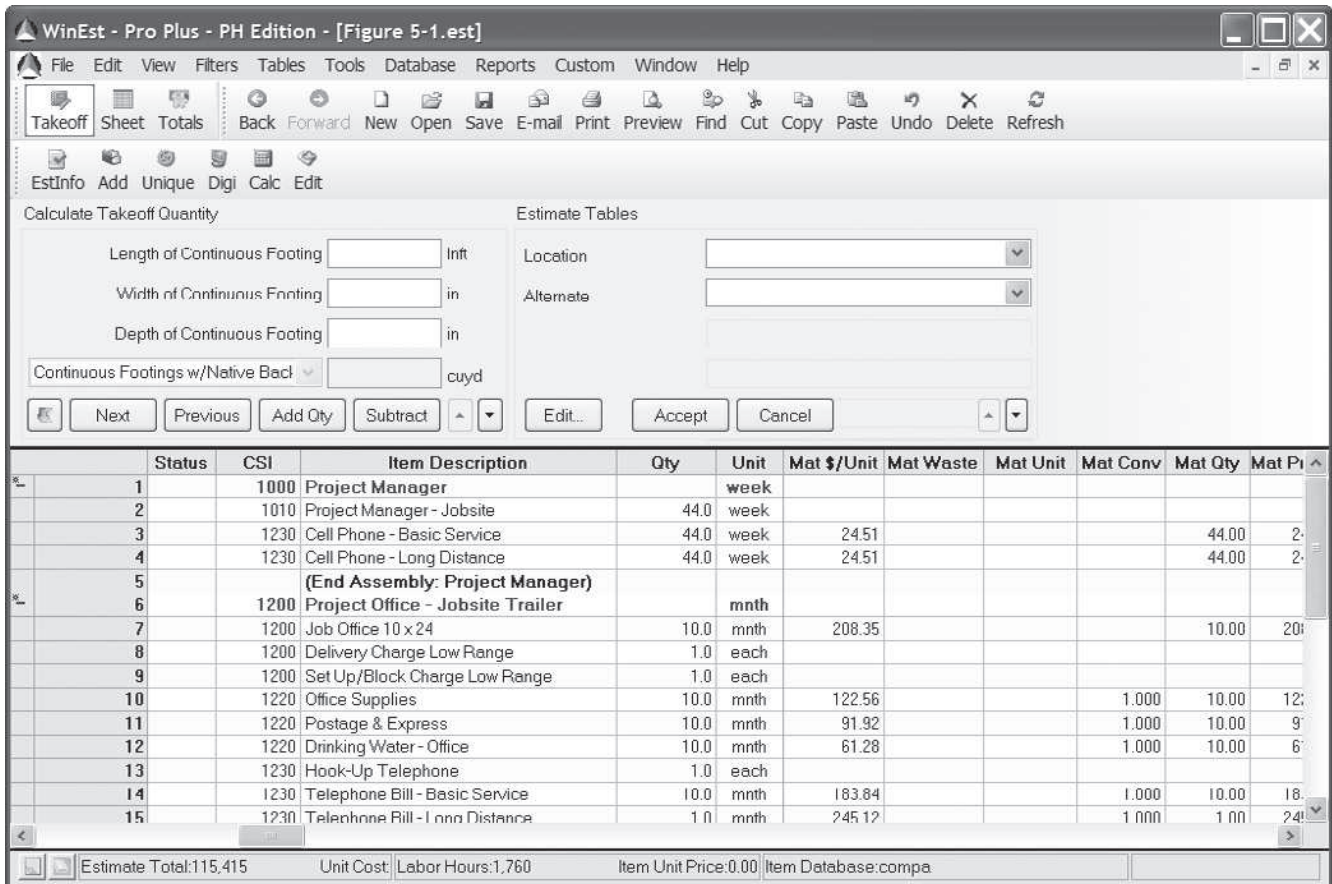 WinEst - Pro Plus - PH Edition - [Figure 5-1.est]
File Edit View Filters Tables Tools Database Reports Custom Window Help
Takeoff Sheet Totals Back Forward New Open Save E-mail Print Preview Find Cut Copy Paste Undo Delete Refresh
EstInfo Add Unique Digi Calc Edit
Calculate Takeoff Quantity Estimate Tables
Length of Continuous Footing lnft Location
Width of Continuous Footing in Alternate
Depth of Continuous Footing in
Continuous Footings w/Native Back cuyd
Next Previous Add Qty Subtract Edit... Accept Cancel
Status CSI Item Description Qty Unit Mat $/Unit Mat Waste Mat Unit Mat Conv Mat Qty Mat Pr
1 1000 Project Manager week
2 1010 Project Manager - Jobsite 44.0 week
3 1230 Cell Phone - Basic Service 44.0 week 24.51 44.00 2
4 1230 Cell Phone - Long Distance 44.0 week 24.51 44.00 2
5 (End Assembly: Project Manager)
6 1200 Project Office - Jobsite Trailer mnth
7 1200 Job Office 10 x 24 10.0 mnth 208.35 10.00 208
8 1200 Delivery Charge Low Range 1.0 each
9 1200 Set Up/Block Charge Low Range 1.0 each
10 1220 Office Supplies 10.0 mnth 122.56 1.000 10.00 122
11 1220 Postage & Express 10.0 mnth 91.92 1.000 10.00 9
12 1220 Drinking Water - Office 10.0 mnth 61.28 1.000 10.00 6
13 1230 Hook-Up Telephone 1.0 each
14 1230 Telephone Bill - Basic Service 10.0 mnth 183.84 1.000 10.00 18
15 1230 Telephone Bill - Long Distance 1.0 mnth 245.12 1.000 1.00 24
Estimate Total:115,415 Unit Cost: Labor Hours:1,760 Item Unit Price:0.00 Item Database:compa